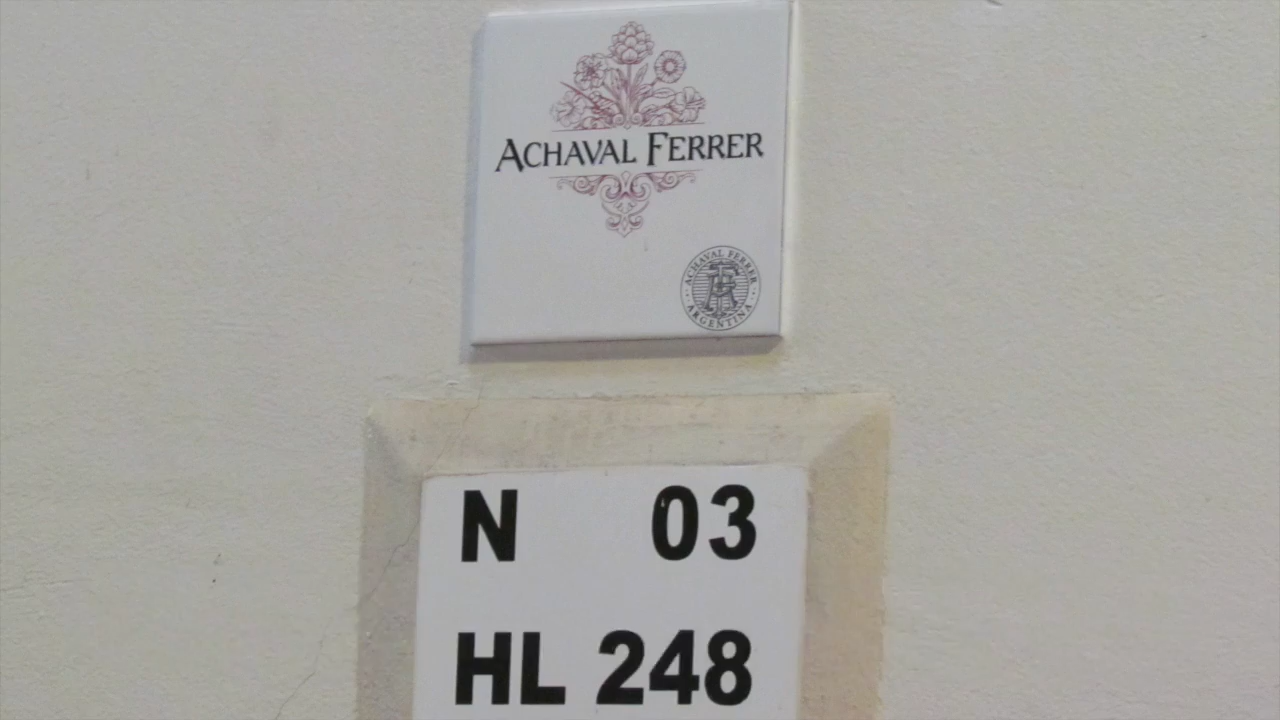 ACHAVAL FERRER
ACHAVAL FERRER
ARGENTINA
N 03
HL 248